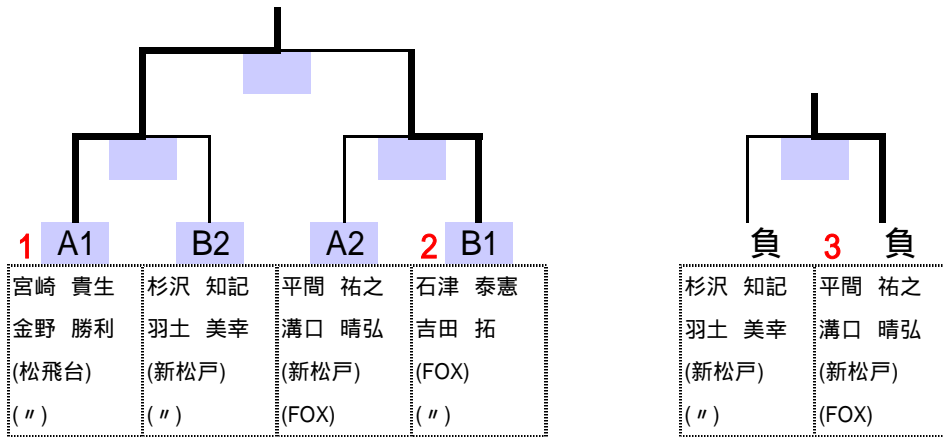 1 A1 B2 A2 2 B1 負 3 負
宮崎 貴生 杉沢 知記 平間 祐之 石津 泰憲 杉沢 知記 平間 祐之
金野 勝利 羽土 美幸 溝口 晴弘 吉田 拓 羽土 美幸 溝口 晴弘
(松飛台) (新松戸) (新松戸) (FOX) (新松戸) (新松戸)
(〃) (〃) (FOX) (〃) (〃) (FOX)